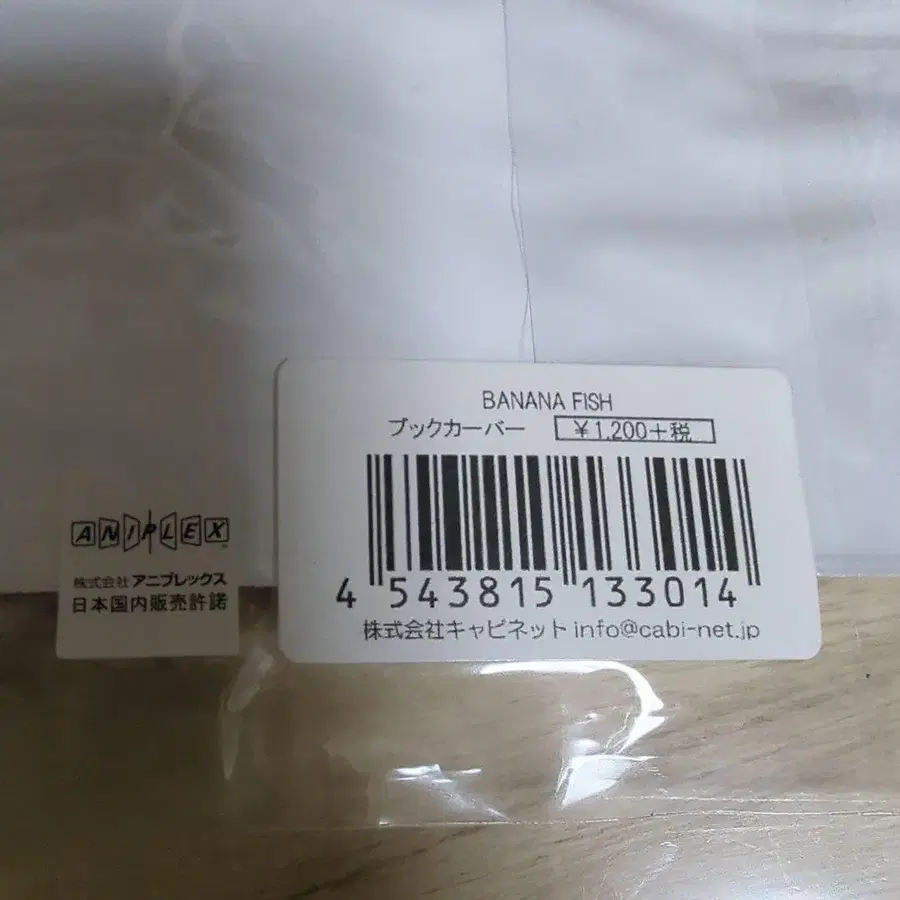 BANANA FISH
ブックカーバー ￥1,200+税
4 543815 133014
株式会社キャビネット info@cabi-net.jp
ANIPLEX
株式会社 アニプレックス
日本国内販売許諾